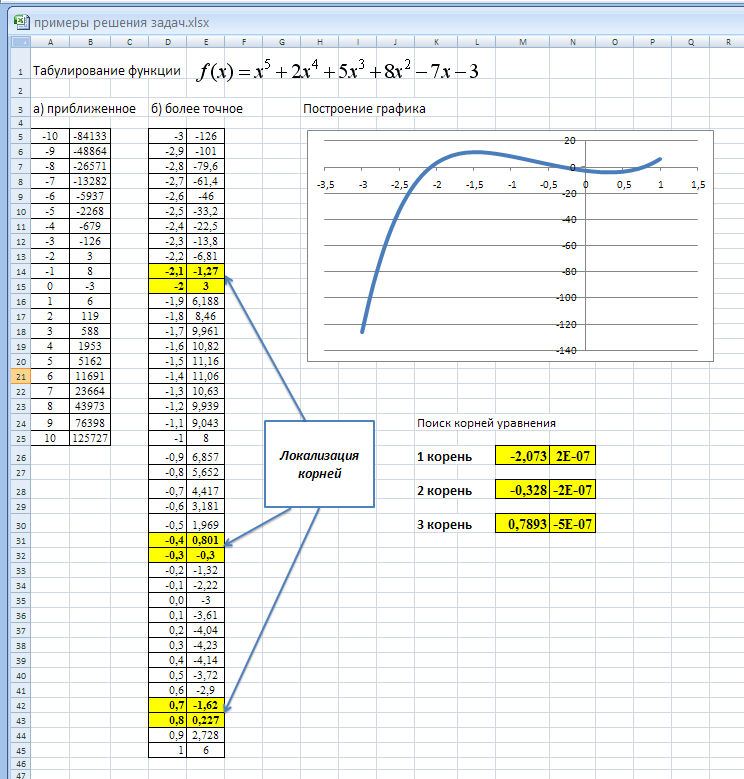 примеры решения задач.xlsx
A B C D E F G H I J K L M N O P Q R
1 Табулирование функции f(x) = x⁵ + 2x⁴ + 5x³ + 8x² − 7x − 3
2
3 а) приближенное б) более точное Построение графика
4
5 -10 -84133 -3 -126
6 -9 -48864 -2,9 -101
7 -8 -26571 -2,8 -79,6
8 -7 -13282 -2,7 -61,4
9 -6 -5937 -2,6 -46
10 -5 -2268 -2,5 -33,2
11 -4 -679 -2,4 -22,5
12 -3 -126 -2,3 -13,8
13 -2 3 -2,2 -6,81
14 -1 8 -2,1 -1,27
15 0 -3 -2 3
16 1 6 -1,9 6,188
17 2 119 -1,8 8,46
18 3 588 -1,7 9,961
19 4 1953 -1,6 10,82
20 5 5162 -1,5 11,16
21 6 11691 -1,4 11,06
22 7 23664 -1,3 10,63
23 8 43973 -1,2 9,939
24 9 76398 -1,1 9,043
25 10 125727 -1 8
26 -0,9 6,857
27 -0,8 5,652
28 -0,7 4,417
29 -0,6 3,181
30 -0,5 1,969
31 -0,4 0,801
32 -0,3 -0,3
33 -0,2 -1,32
34 -0,1 -2,22
35 0,0 -3
36 0,1 -3,61
37 0,2 -4,04
38 0,3 -4,23
39 0,4 -4,14
40 0,5 -3,72
41 0,6 -2,9
42 0,7 -1,62
43 0,8 0,227
44 0,9 2,728
45 1 6
46
47
20
0
-3,5 -3 -2,5 -2 -1,5 -1 -0,5 0 0,5 1 1,5
-20
-40
-60
-80
-100
-120
-140
Локализация
корней
Поиск корней уравнения
1 корень -2,073 2E-07
2 корень -0,328 -2E-07
3 корень 0,7893 -5E-07